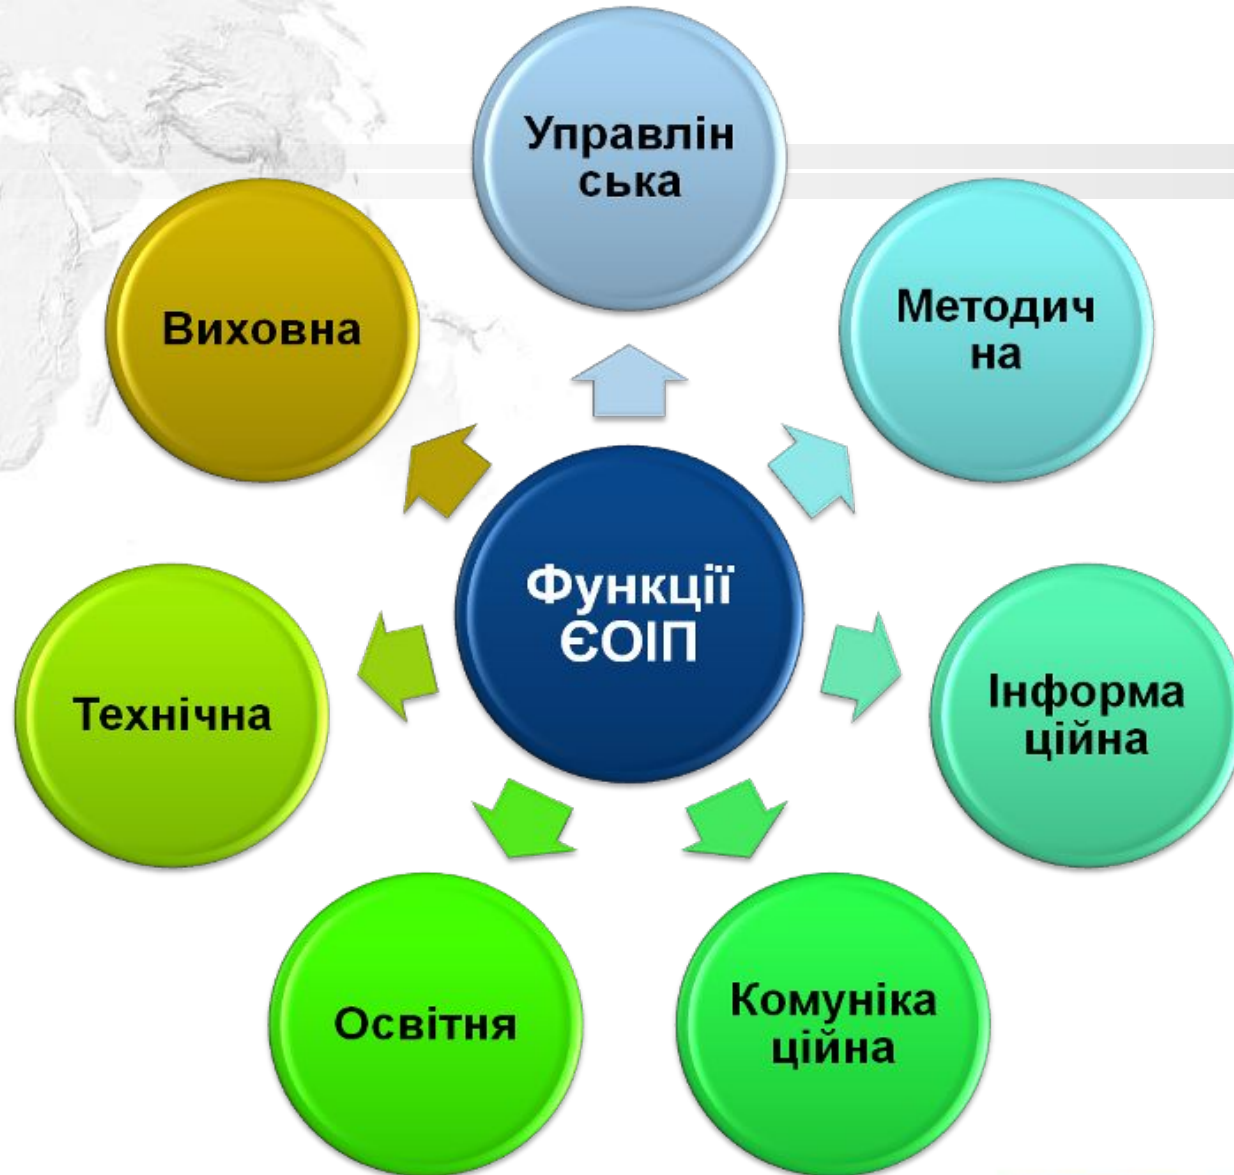 Управлін
ська
Методич
на
Інформа
ційна
Комуніка
ційна
Освітня
Технічна
Виховна
Функції
ЄОІП